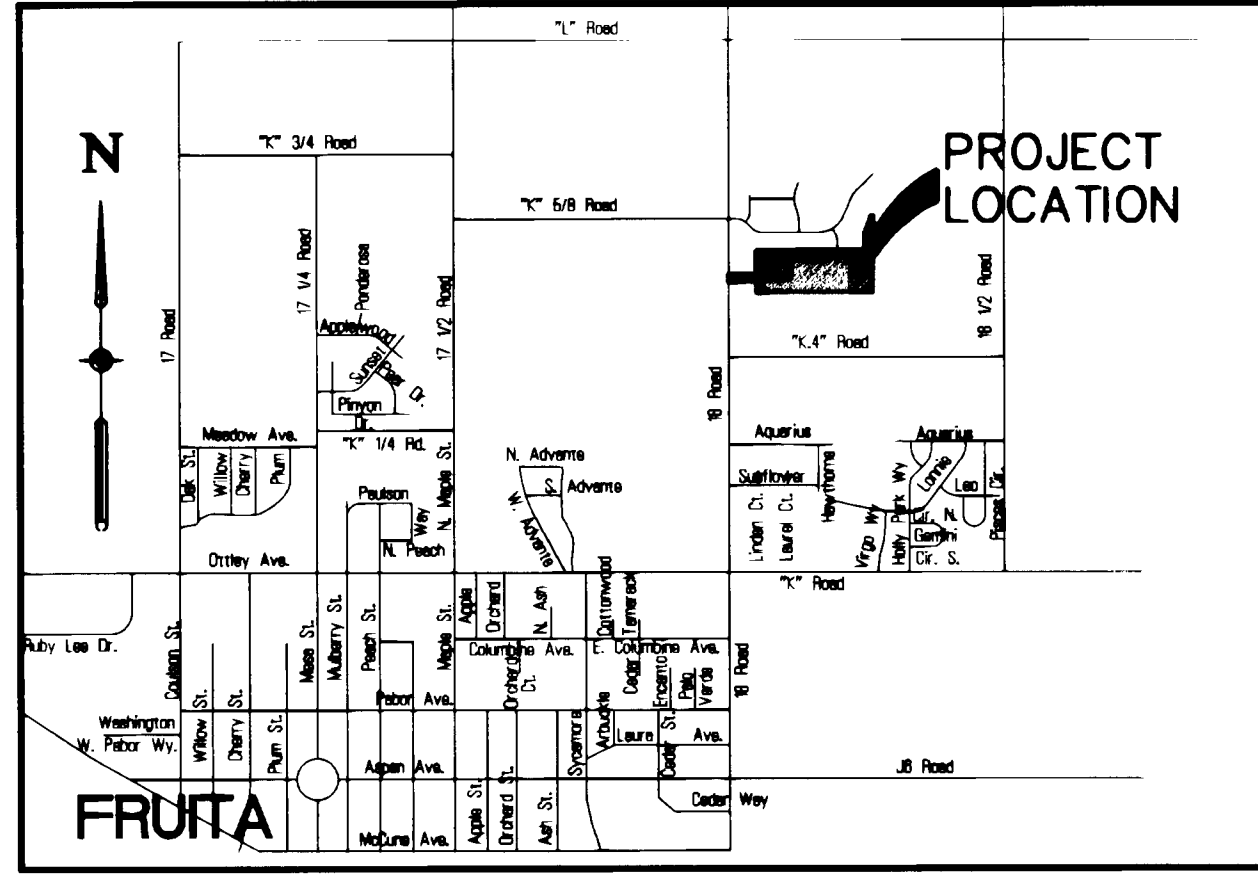 "L" Road
N
"K" 3/4 Road
PROJECT
LOCATION
"K" 5/8 Road
17 Road
17 1/4 Road
Ponderosa
17 1/2 Road
18 1/2 Road
Applewood
Sunset
Pinyon
Dr.
Dr.
"K.4" Road
18 Road
Meadow Ave.
"K" 1/4 Rd.
Aquarius
Aquarius
Oak St.
Willow
Cherry
Plum
N. Maple St.
N. Advente
S. Advente
W. Advente
Sunflower
Hawthorne
Lonnie
Leo
Pisces Cir.
Paulson
Way
N. Peach
Linden Ct.
Laurel Ct.
Virgo Wy
Holly Park Wy
Cir. N.
Gemini
Cir. S.
Ottley Ave.
"K" Road
Ruby Lee Dr.
Coulson St.
Mesa St.
Mulberry St.
Peach St.
Maple St.
Apple
Orchard
N. Ash
Cottonwood
Tamarack
Columbine Ave.
E. Columbine Ave.
Orchard
Ct.
Cedar
Encanto
Palo
Verde
18 Road
Pabor Ave.
Washington
W. Pabor Wy.
Willow St.
Cherry St.
Plum St.
Sycamore
Arbuckle
Laura Ave.
Cedar St.
Aspen Ave.
J6 Road
Cedar Way
FRUITA
McCune Ave.
Apple St.
Orchard St.
Ash St.